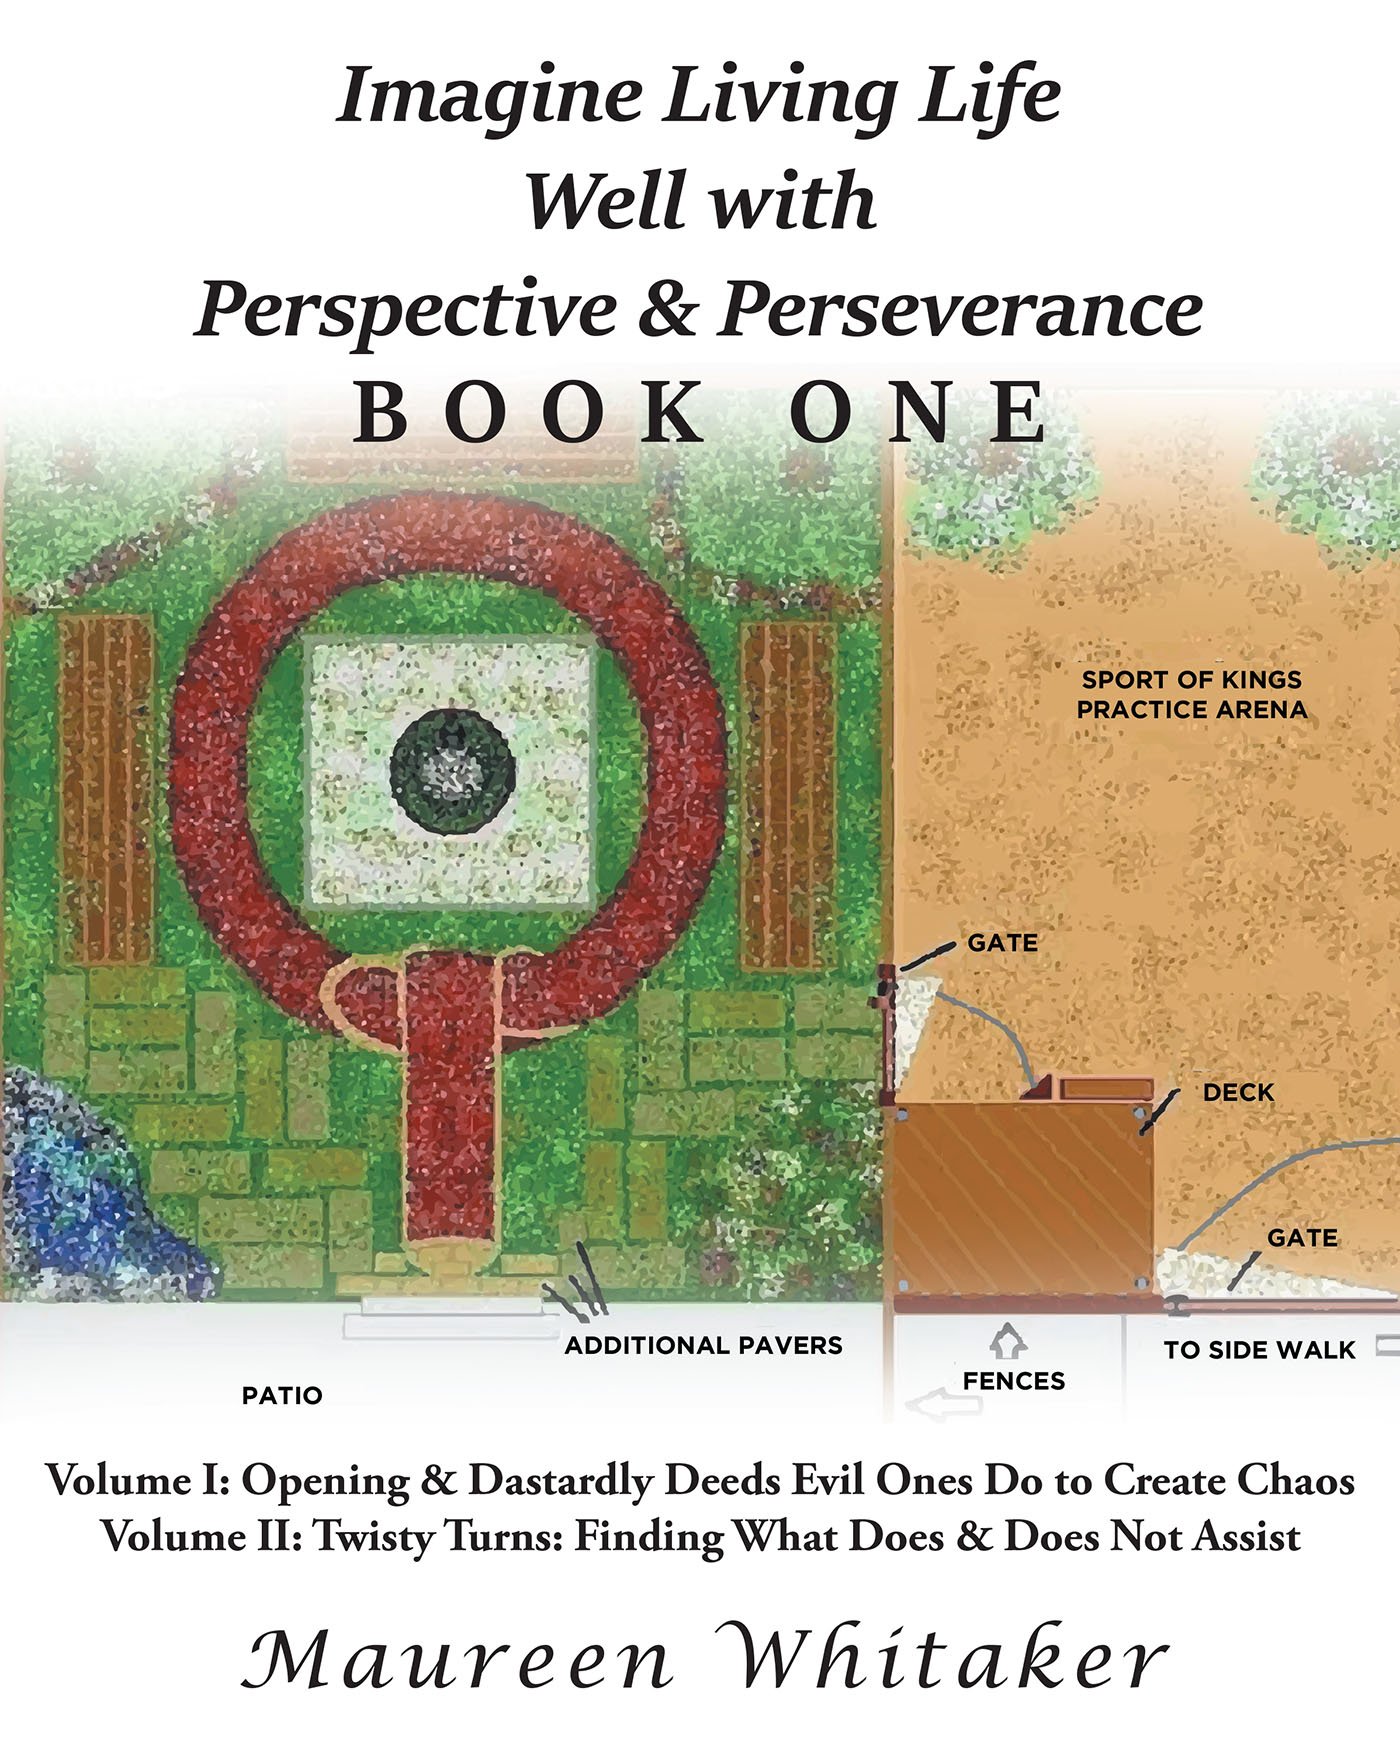 Imagine Living Life
Well with
Perspective & Perseverance
BOOK ONE
SPORT OF KINGS
PRACTICE ARENA
GATE
DECK
GATE
ADDITIONAL PAVERS
TO SIDE WALK
FENCES
PATIO
Volume I: Opening & Dastardly Deeds Evil Ones Do to Create Chaos
Volume II: Twisty Turns: Finding What Does & Does Not Assist
Maureen Whitaker